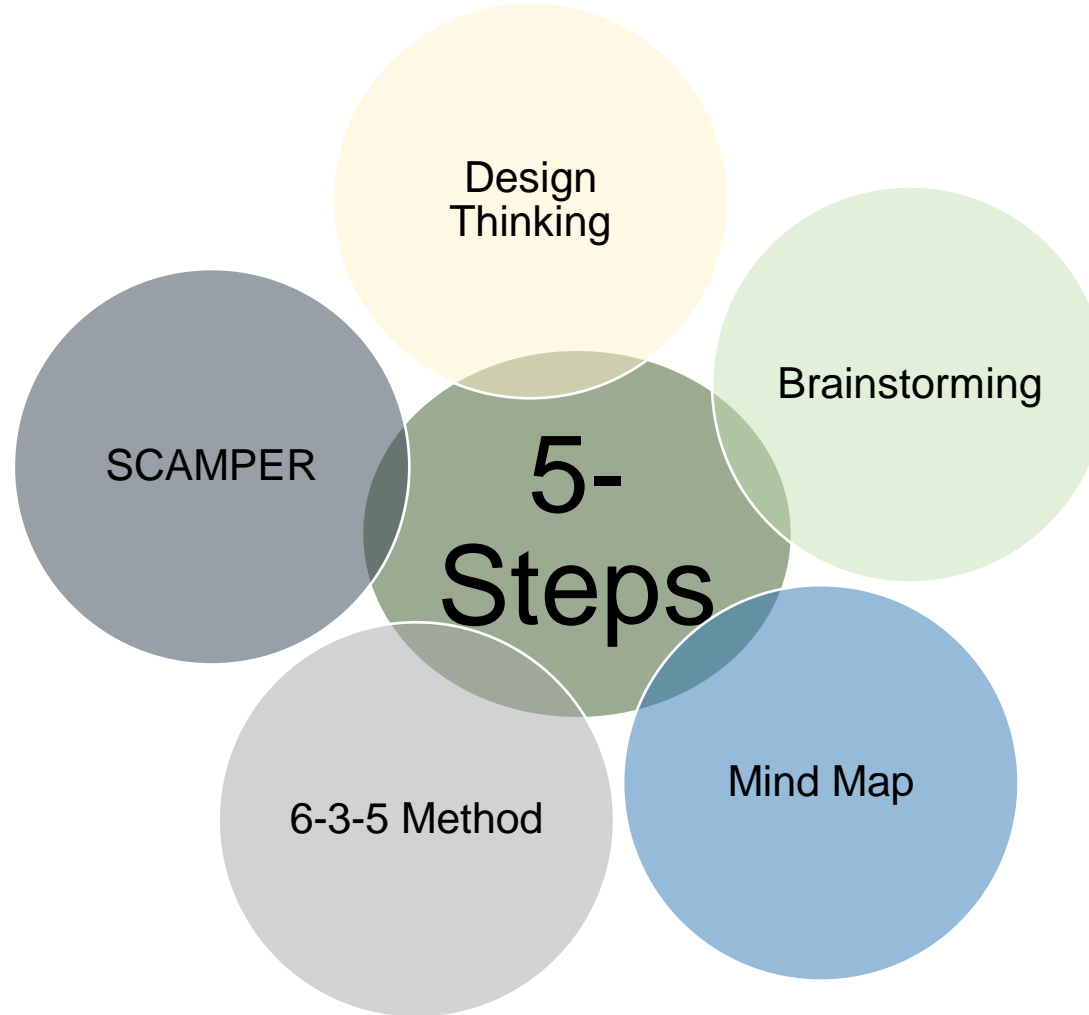 Design
Thinking
Brainstorming
SCAMPER
5-
Steps
Mind Map
6-3-5 Method